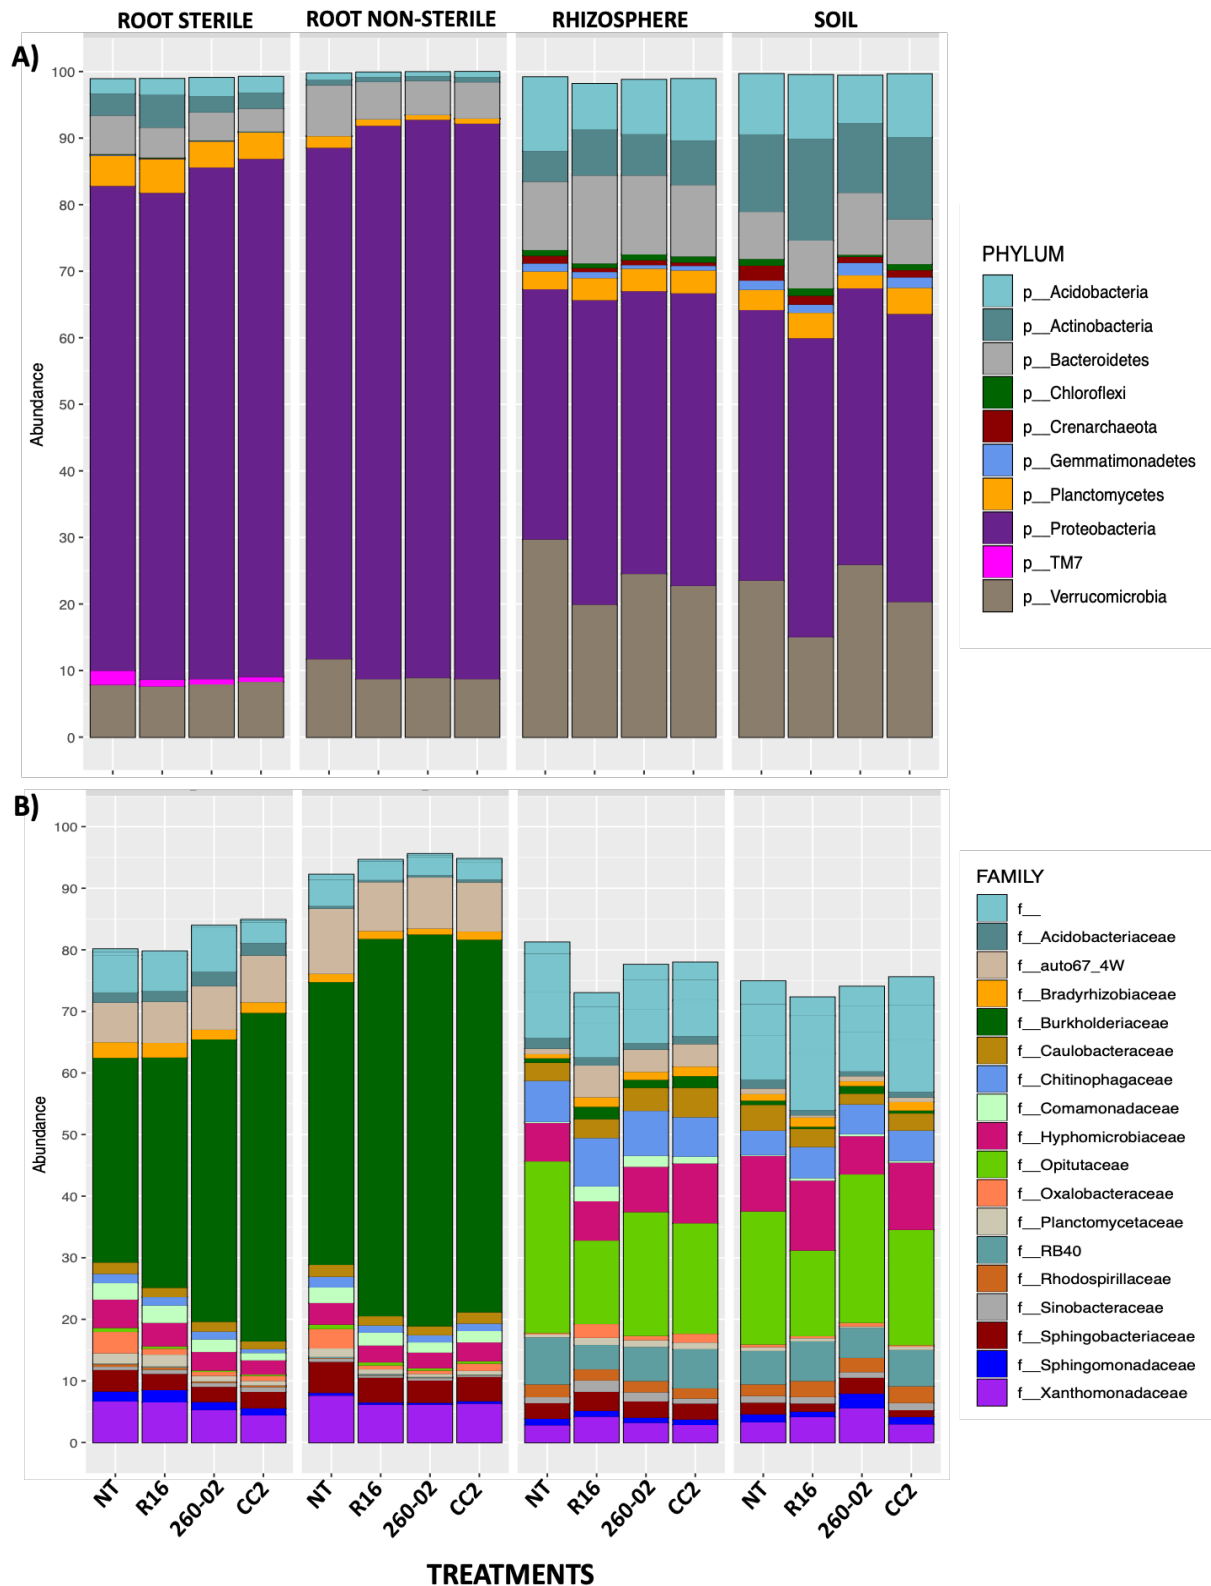 ROOT STERILE ROOT NON-STERILE RHIZOSPHERE SOIL
A)
100
90
80
70
60
50
40
30
20
10
0
Abundance
PHYLUM
p__Acidobacteria
p__Actinobacteria
p__Bacteroidetes
p__Chloroflexi
p__Crenarchaeota
p__Gemmatimonadetes
p__Planctomycetes
p__Proteobacteria
p__TM7
p__Verrucomicrobia
B)
100
90
80
70
60
50
40
30
20
10
0
Abundance
FAMILY
f__
f__Acidobacteriaceae
f__auto67_4W
f__Bradyrhizobiaceae
f__Burkholderiaceae
f__Caulobacteraceae
f__Chitinophagaceae
f__Comamonadaceae
f__Hyphomicrobiaceae
f__Opitutaceae
f__Oxalobacteraceae
f__Planctomycetaceae
f__RB40
f__Rhodospirillaceae
f__Sinobacteraceae
f__Sphingobacteriaceae
f__Sphingomonadaceae
f__Xanthomonadaceae
NT R16 260-02 CC2 NT R16 260-02 CC2 NT R16 260-02 CC2 NT R16 260-02 CC2
TREATMENTS